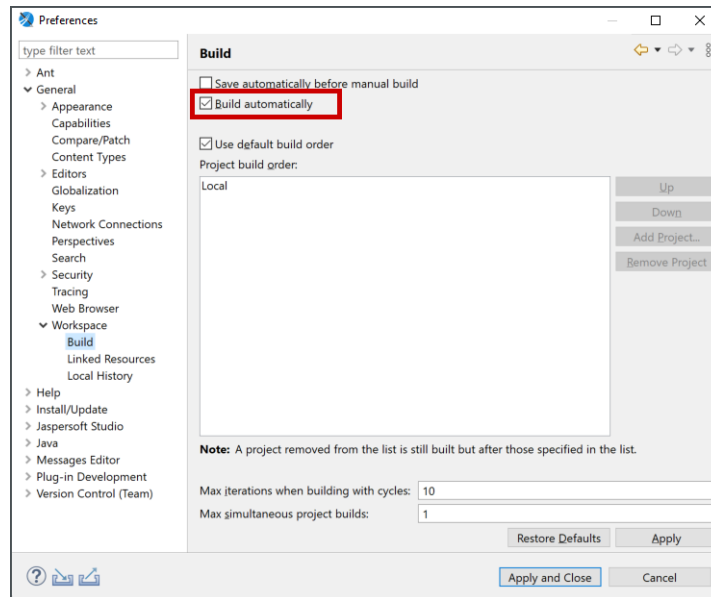 Preferences
type filter text
Ant
General
Appearance
Capabilities
Compare/Patch
Content Types
Editors
Globalization
Keys
Network Connections
Perspectives
Search
Security
Tracing
Web Browser
Workspace
Build
Linked Resources
Local History
Help
Install/Update
Jaspersoft Studio
Java
Messages Editor
Plug-in Development
Version Control (Team)
Build
Save automatically before manual build
Build automatically
Use default build order
Project build order:
Local
Up
Down
Add Project...
Remove Project
Note: A project removed from the list is still built but after those specified in the list.
Max iterations when building with cycles: 10
Max simultaneous project builds: 1
Restore Defaults Apply
Apply and Close Cancel